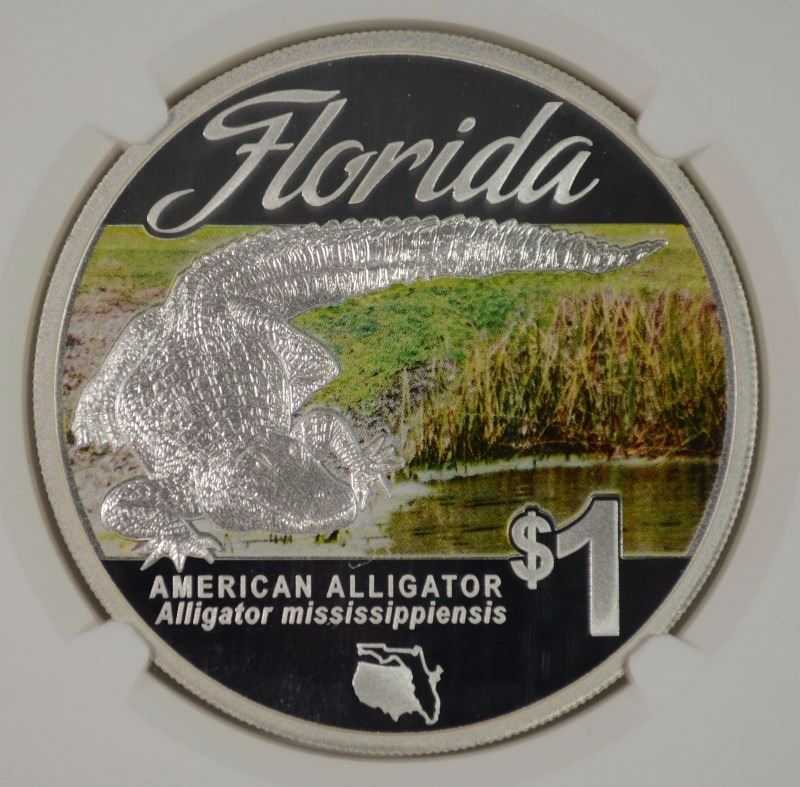 Florida
$1
AMERICAN ALLIGATOR
Alligator mississippiensis